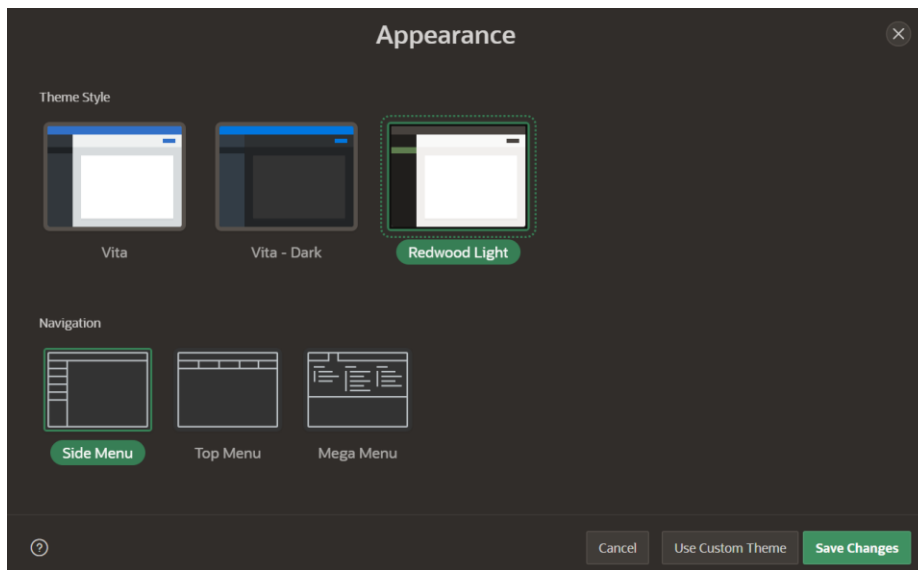 Appearance
Theme Style
Vita
Vita - Dark
Redwood Light
Navigation
Side Menu
Top Menu
Mega Menu
Cancel
Use Custom Theme
Save Changes